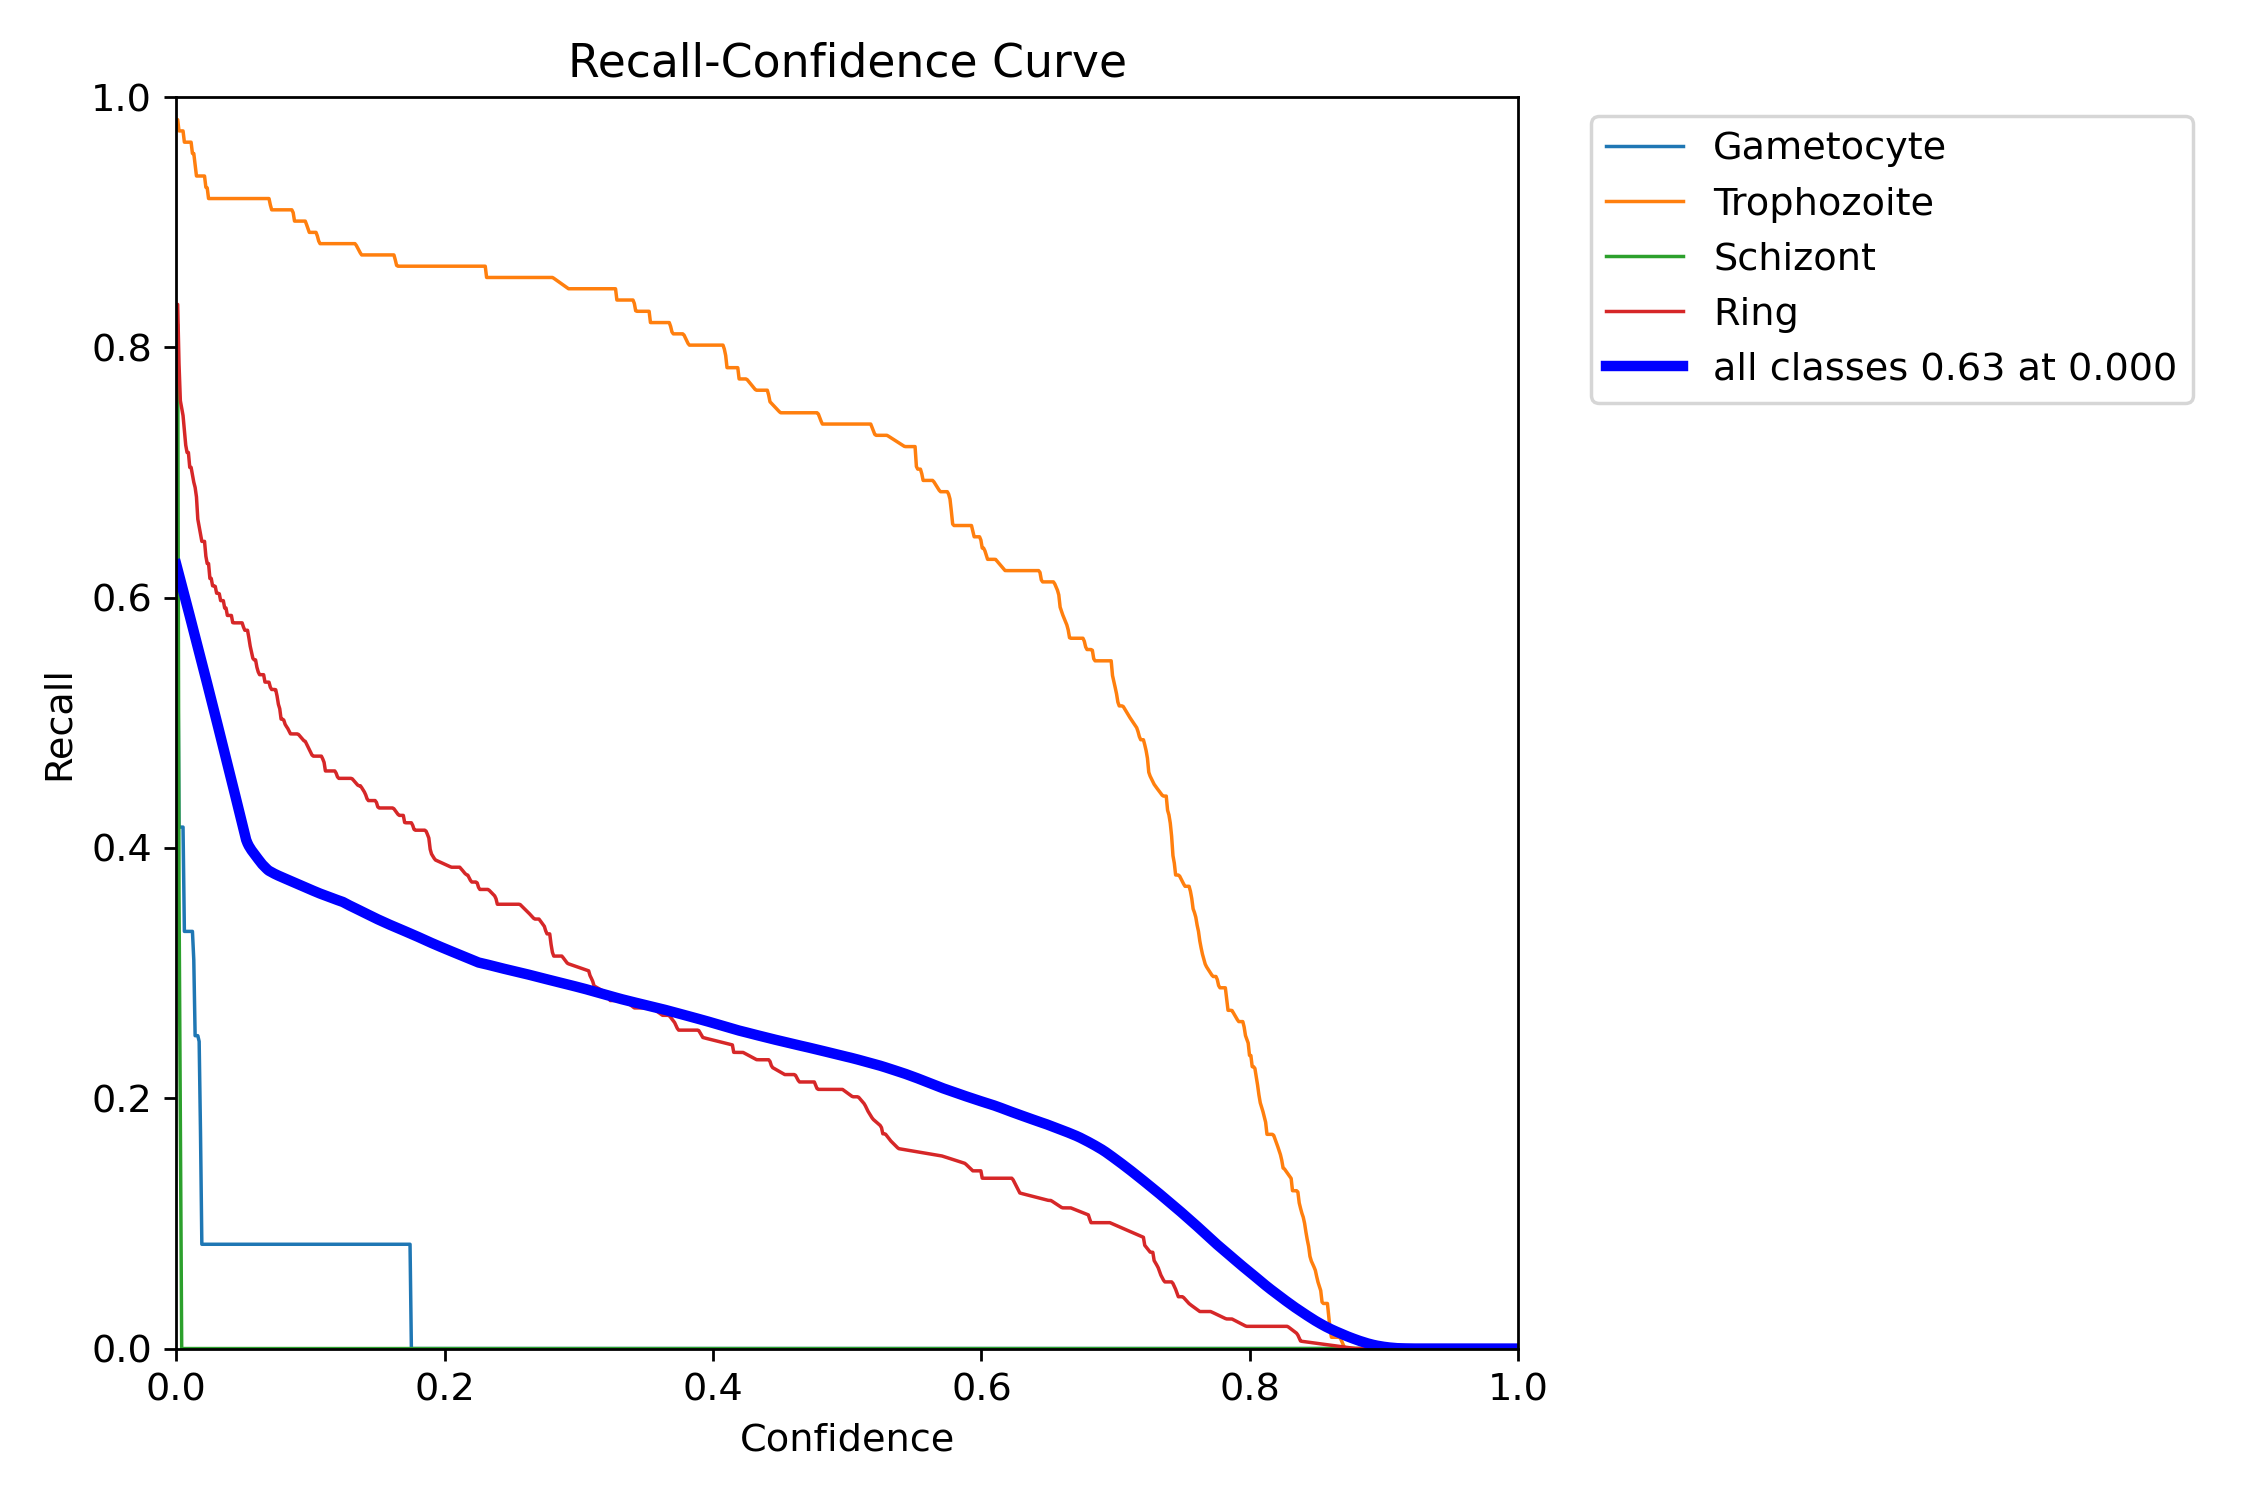 Recall-Confidence Curve
1.0
0.8
0.6
0.4
0.2
0.0
Recall
0.0 0.2 0.4 0.6 0.8 1.0
Confidence
Gametocyte
Trophozoite
Schizont
Ring
all classes 0.63 at 0.000